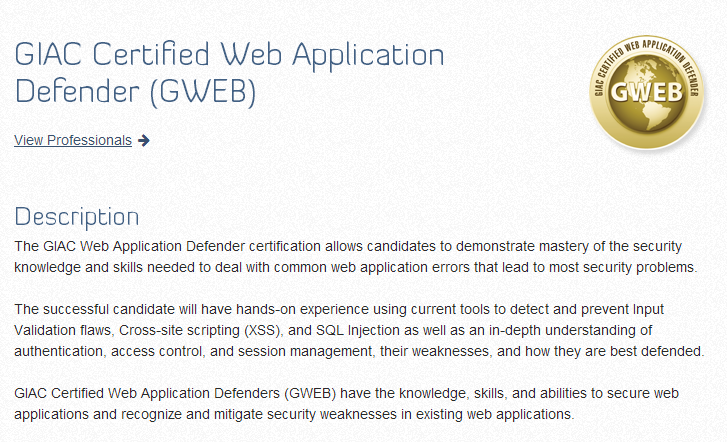 GIAC Certified Web Application
Defender (GWEB)
GIAC CERTIFIED WEB APPLICATION DEFENDER
GWEB
View Professionals
Description
The GIAC Web Application Defender certification allows candidates to demonstrate mastery of the security
knowledge and skills needed to deal with common web application errors that lead to most security problems.
The successful candidate will have hands-on experience using current tools to detect and prevent Input
Validation flaws, Cross-site scripting (XSS), and SQL Injection as well as an in-depth understanding of
authentication, access control, and session management, their weaknesses, and how they are best defended.
GIAC Certified Web Application Defenders (GWEB) have the knowledge, skills, and abilities to secure web
applications and recognize and mitigate security weaknesses in existing web applications.